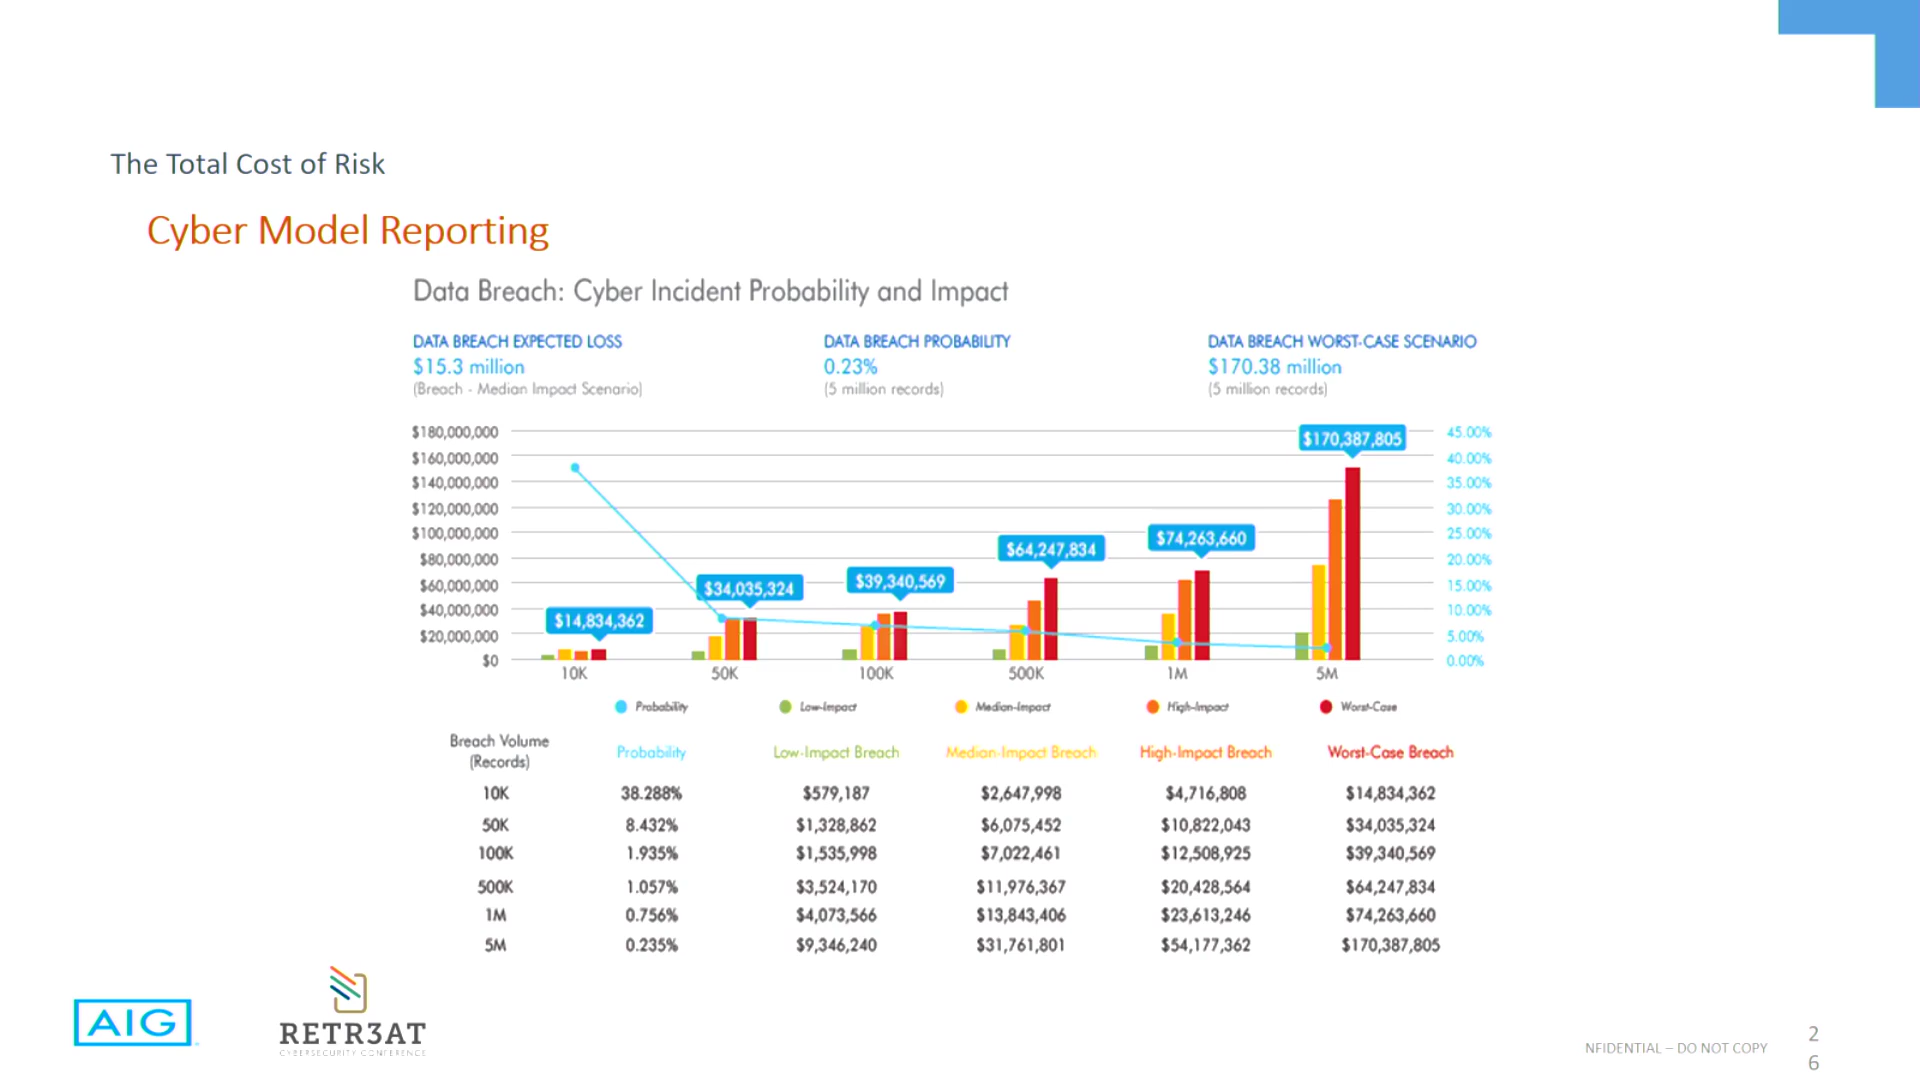 The Total Cost of Risk
Cyber Model Reporting
Data Breach: Cyber Incident Probability and Impact
DATA BREACH EXPECTED LOSS DATA BREACH PROBABILITY DATA BREACH WORST-CASE SCENARIO
$15.3 million 0.23% $170.38 million
(Breach - Median Impact Scenario) (5 million records) (5 million records)
$180,000,000 $170,387,805 45.00%
$160,000,000 40.00%
$140,000,000 35.00%
$120,000,000 30.00%
$100,000,000 $74,263,660 25.00%
$80,000,000 $64,247,834 20.00%
$60,000,000 $34,035,324 $39,340,569 15.00%
$40,000,000 $14,834,362 10.00%
$20,000,000 5.00%
$0 0.00%
10K 50K 100K 500K 1M 5M
Probability Low-Impact Median-Impact High-Impact Worst-Case
Breach Volume
(Records) Probability Low-Impact Breach Median-Impact Breach High-Impact Breach Worst-Case Breach
10K 38.288% $579,187 $2,647,998 $4,716,808 $14,834,362
50K 8.432% $1,328,862 $6,075,452 $10,822,043 $34,035,324
100K 1.935% $1,535,998 $7,022,461 $12,508,925 $39,340,569
500K 1.057% $3,524,170 $11,976,367 $20,428,564 $64,247,834
1M 0.756% $4,073,566 $13,843,406 $23,613,246 $74,263,660
5M 0.235% $9,346,240 $31,761,801 $54,177,362 $170,387,805
AIG
RETR3AT
CYBERSECURITY CONFERENCE
NFIDENTIAL – DO NOT COPY
2
6